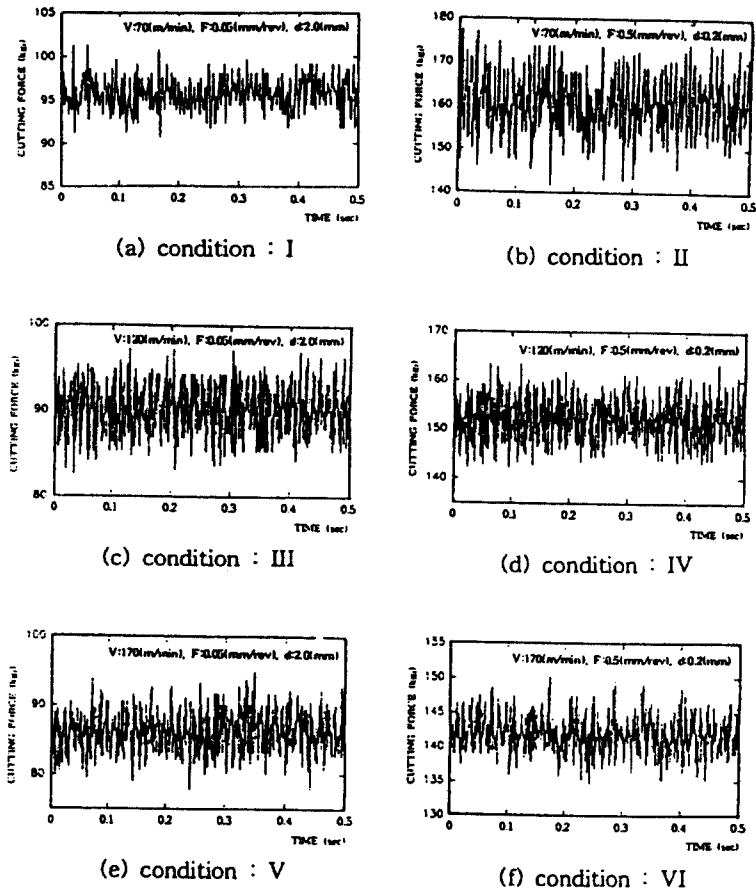 105
V:70(m/min), F:0.05(mm/rev), d:2.0(mm)
100
95
90
85
CUTTING FORCE (kgf)
0 0.1 0.2 0.3 0.4 0.5
TIME (sec)
(a) condition : I
180
V:70(m/min), F:0.5(mm/rev), d:0.2(mm)
170
160
150
140
CUTTING FORCE (kgf)
0 0.1 0.2 0.3 0.4 0.5
TIME (sec)
(b) condition : II
100
V:120(m/min), F:0.05(mm/rev), d:2.0(mm)
90
80
CUTTING FORCE (kgf)
0 0.1 0.2 0.3 0.4 0.5
TIME (sec)
(c) condition : III
170
V:120(m/min), F:0.5(mm/rev), d:0.2(mm)
160
150
140
CUTTING FORCE (kgf)
0 0.1 0.2 0.3 0.4 0.5
TIME (sec)
(d) condition : IV
100
V:170(m/min), F:0.05(mm/rev), d:2.0(mm)
90
80
CUTTING FORCE (kgf)
0 0.1 0.2 0.3 0.4 0.5
TIME (sec)
(e) condition : V
155
V:170(m/min), F:0.5(mm/rev), d:0.2(mm)
150
145
140
135
130
CUTTING FORCE (kgf)
0 0.1 0.2 0.3 0.4 0.5
TIME (sec)
(f) condition : VI